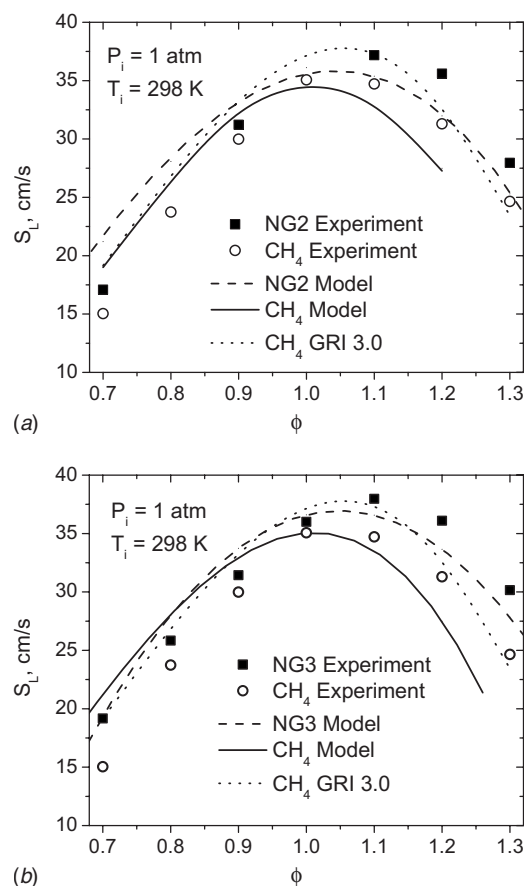 40
35
30
25
20
15
10
S_L, cm/s
P_i = 1 atm
T_i = 298 K
NG2 Experiment
CH_4 Experiment
NG2 Model
CH_4 Model
CH_4 GRI 3.0
0.7 0.8 0.9 1.0 1.1 1.2 1.3
(a)
ϕ
40
35
30
25
20
15
10
S_L, cm/s
P_i = 1 atm
T_i = 298 K
NG3 Experiment
CH_4 Experiment
NG3 Model
CH_4 Model
CH_4 GRI 3.0
0.7 0.8 0.9 1.0 1.1 1.2 1.3
(b)
ϕ